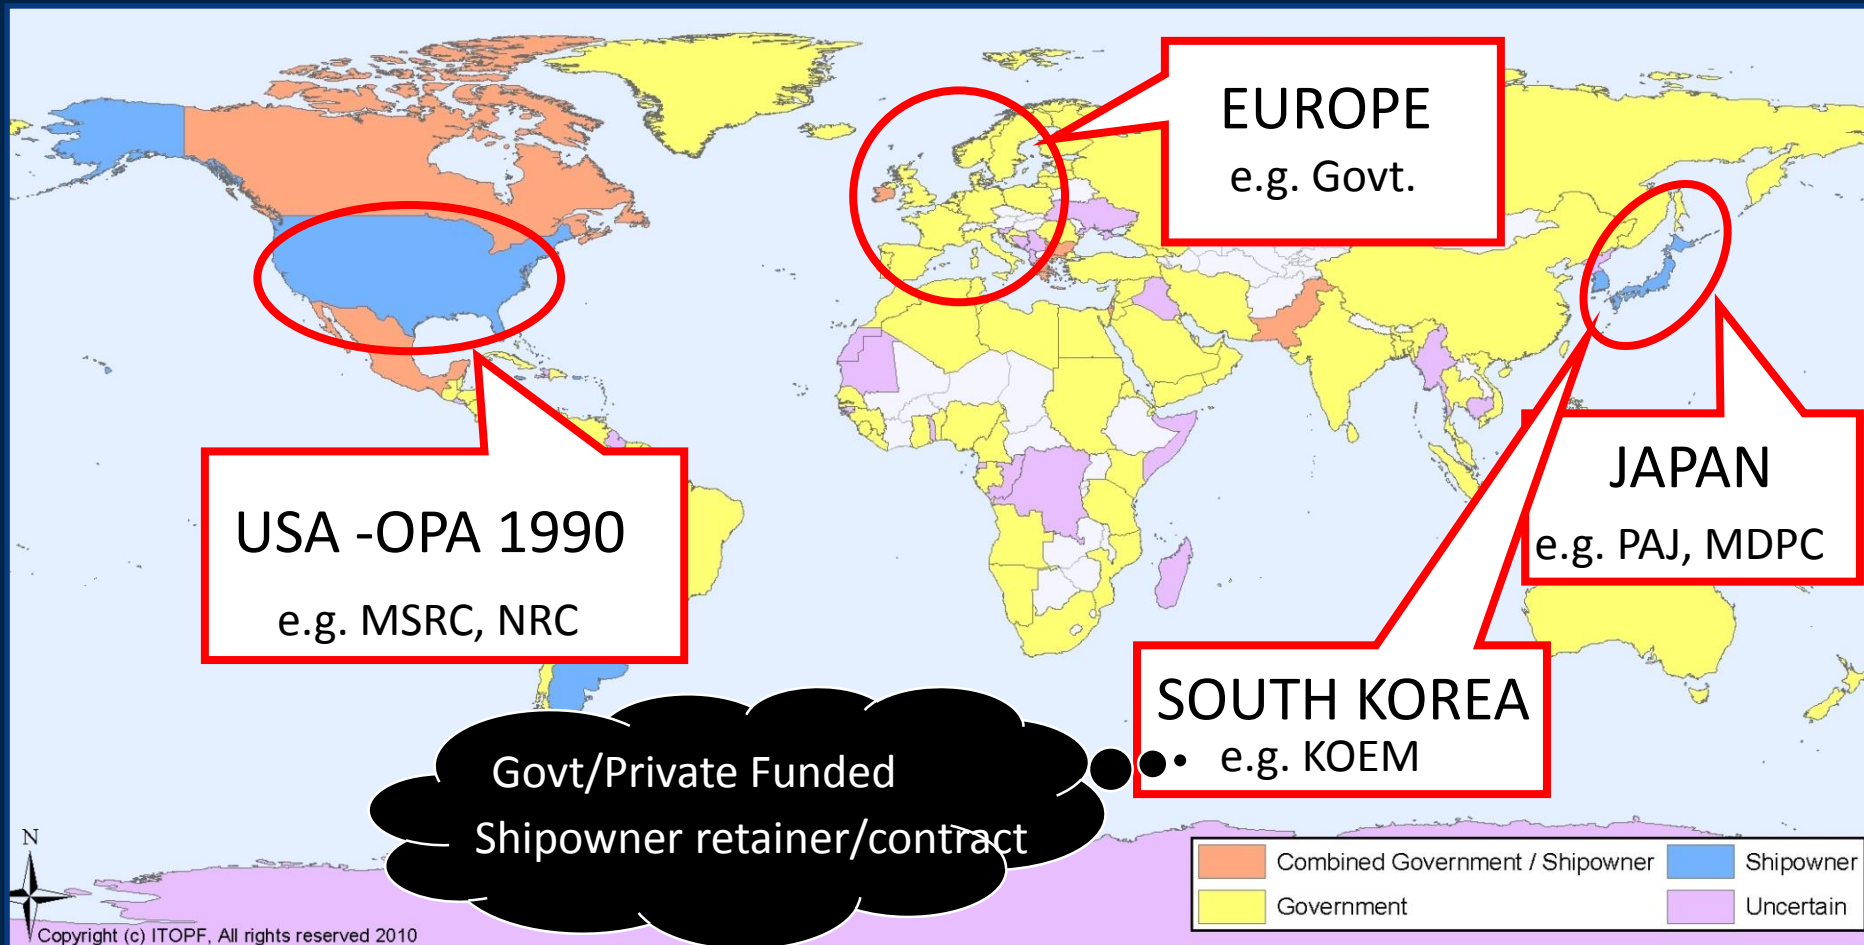 EUROPE
e.g. Govt.
USA -OPA 1990
e.g. MSRC, NRC
JAPAN
e.g. PAJ, MDPC
SOUTH KOREA
e.g. KOEM
Govt/Private Funded
Shipowner retainer/contract
N
Combined Government / Shipowner
Shipowner
Government
Uncertain
Copyright (c) ITOPF, All rights reserved 2010